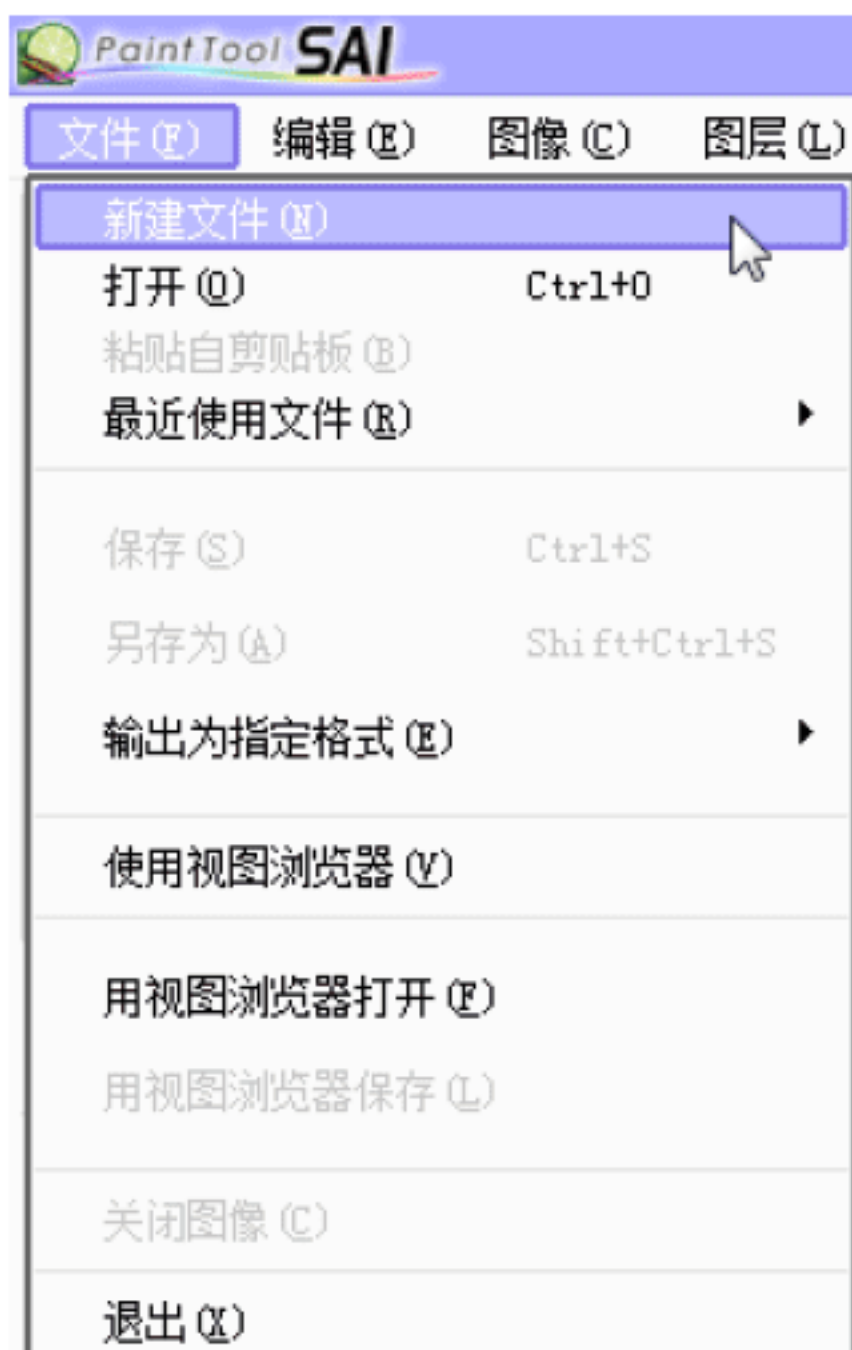 PaintTool SAI
文件(F) 编辑(E) 图像(C) 图层(L)
新建文件(N)
打开(O) Ctrl+O
粘贴自剪贴板(B)
最近使用文件(R)
保存(S) Ctrl+S
另存为(A) Shift+Ctrl+S
输出为指定格式(E)
使用视图浏览器(V)
用视图浏览器打开(F)
用视图浏览器保存(L)
关闭图像(C)
退出(X)